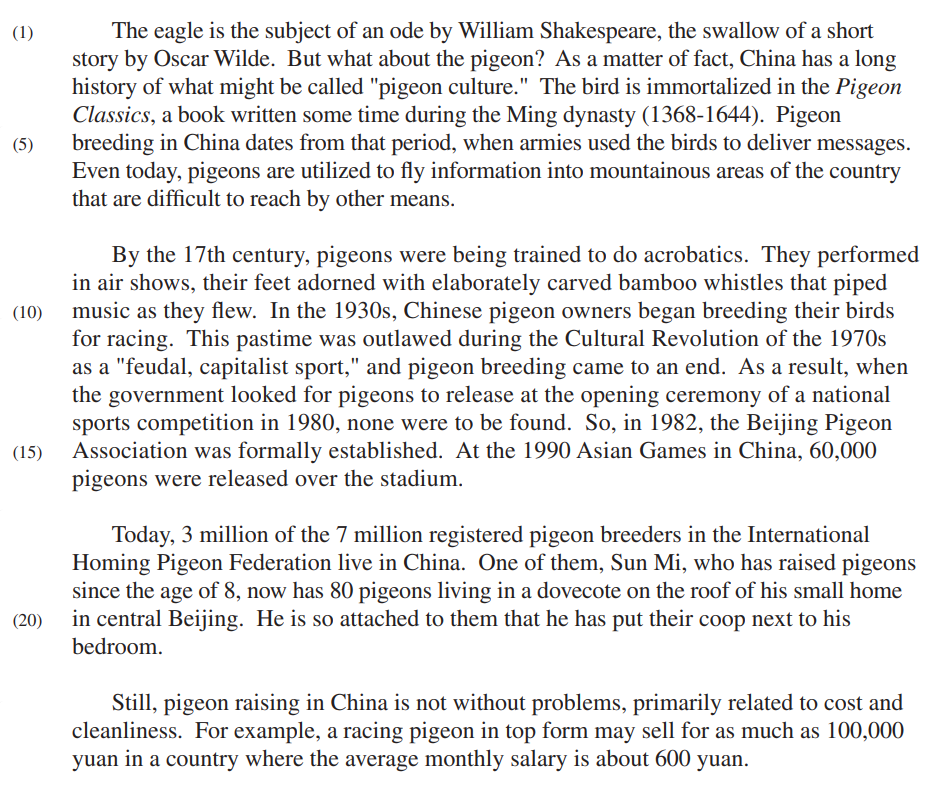 (1) The eagle is the subject of an ode by William Shakespeare, the swallow of a short
story by Oscar Wilde. But what about the pigeon? As a matter of fact, China has a long
history of what might be called "pigeon culture." The bird is immortalized in the Pigeon
Classics, a book written some time during the Ming dynasty (1368-1644). Pigeon
(5) breeding in China dates from that period, when armies used the birds to deliver messages.
Even today, pigeons are utilized to fly information into mountainous areas of the country
that are difficult to reach by other means.
By the 17th century, pigeons were being trained to do acrobatics. They performed
in air shows, their feet adorned with elaborately carved bamboo whistles that piped
(10) music as they flew. In the 1930s, Chinese pigeon owners began breeding their birds
for racing. This pastime was outlawed during the Cultural Revolution of the 1970s
as a "feudal, capitalist sport," and pigeon breeding came to an end. As a result, when
the government looked for pigeons to release at the opening ceremony of a national
sports competition in 1980, none were to be found. So, in 1982, the Beijing Pigeon
(15) Association was formally established. At the 1990 Asian Games in China, 60,000
pigeons were released over the stadium.
Today, 3 million of the 7 million registered pigeon breeders in the International
Homing Pigeon Federation live in China. One of them, Sun Mi, who has raised pigeons
since the age of 8, now has 80 pigeons living in a dovecote on the roof of his small home
(20) in central Beijing. He is so attached to them that he has put their coop next to his
bedroom.
Still, pigeon raising in China is not without problems, primarily related to cost and
cleanliness. For example, a racing pigeon in top form may sell for as much as 100,000
yuan in a country where the average monthly salary is about 600 yuan.